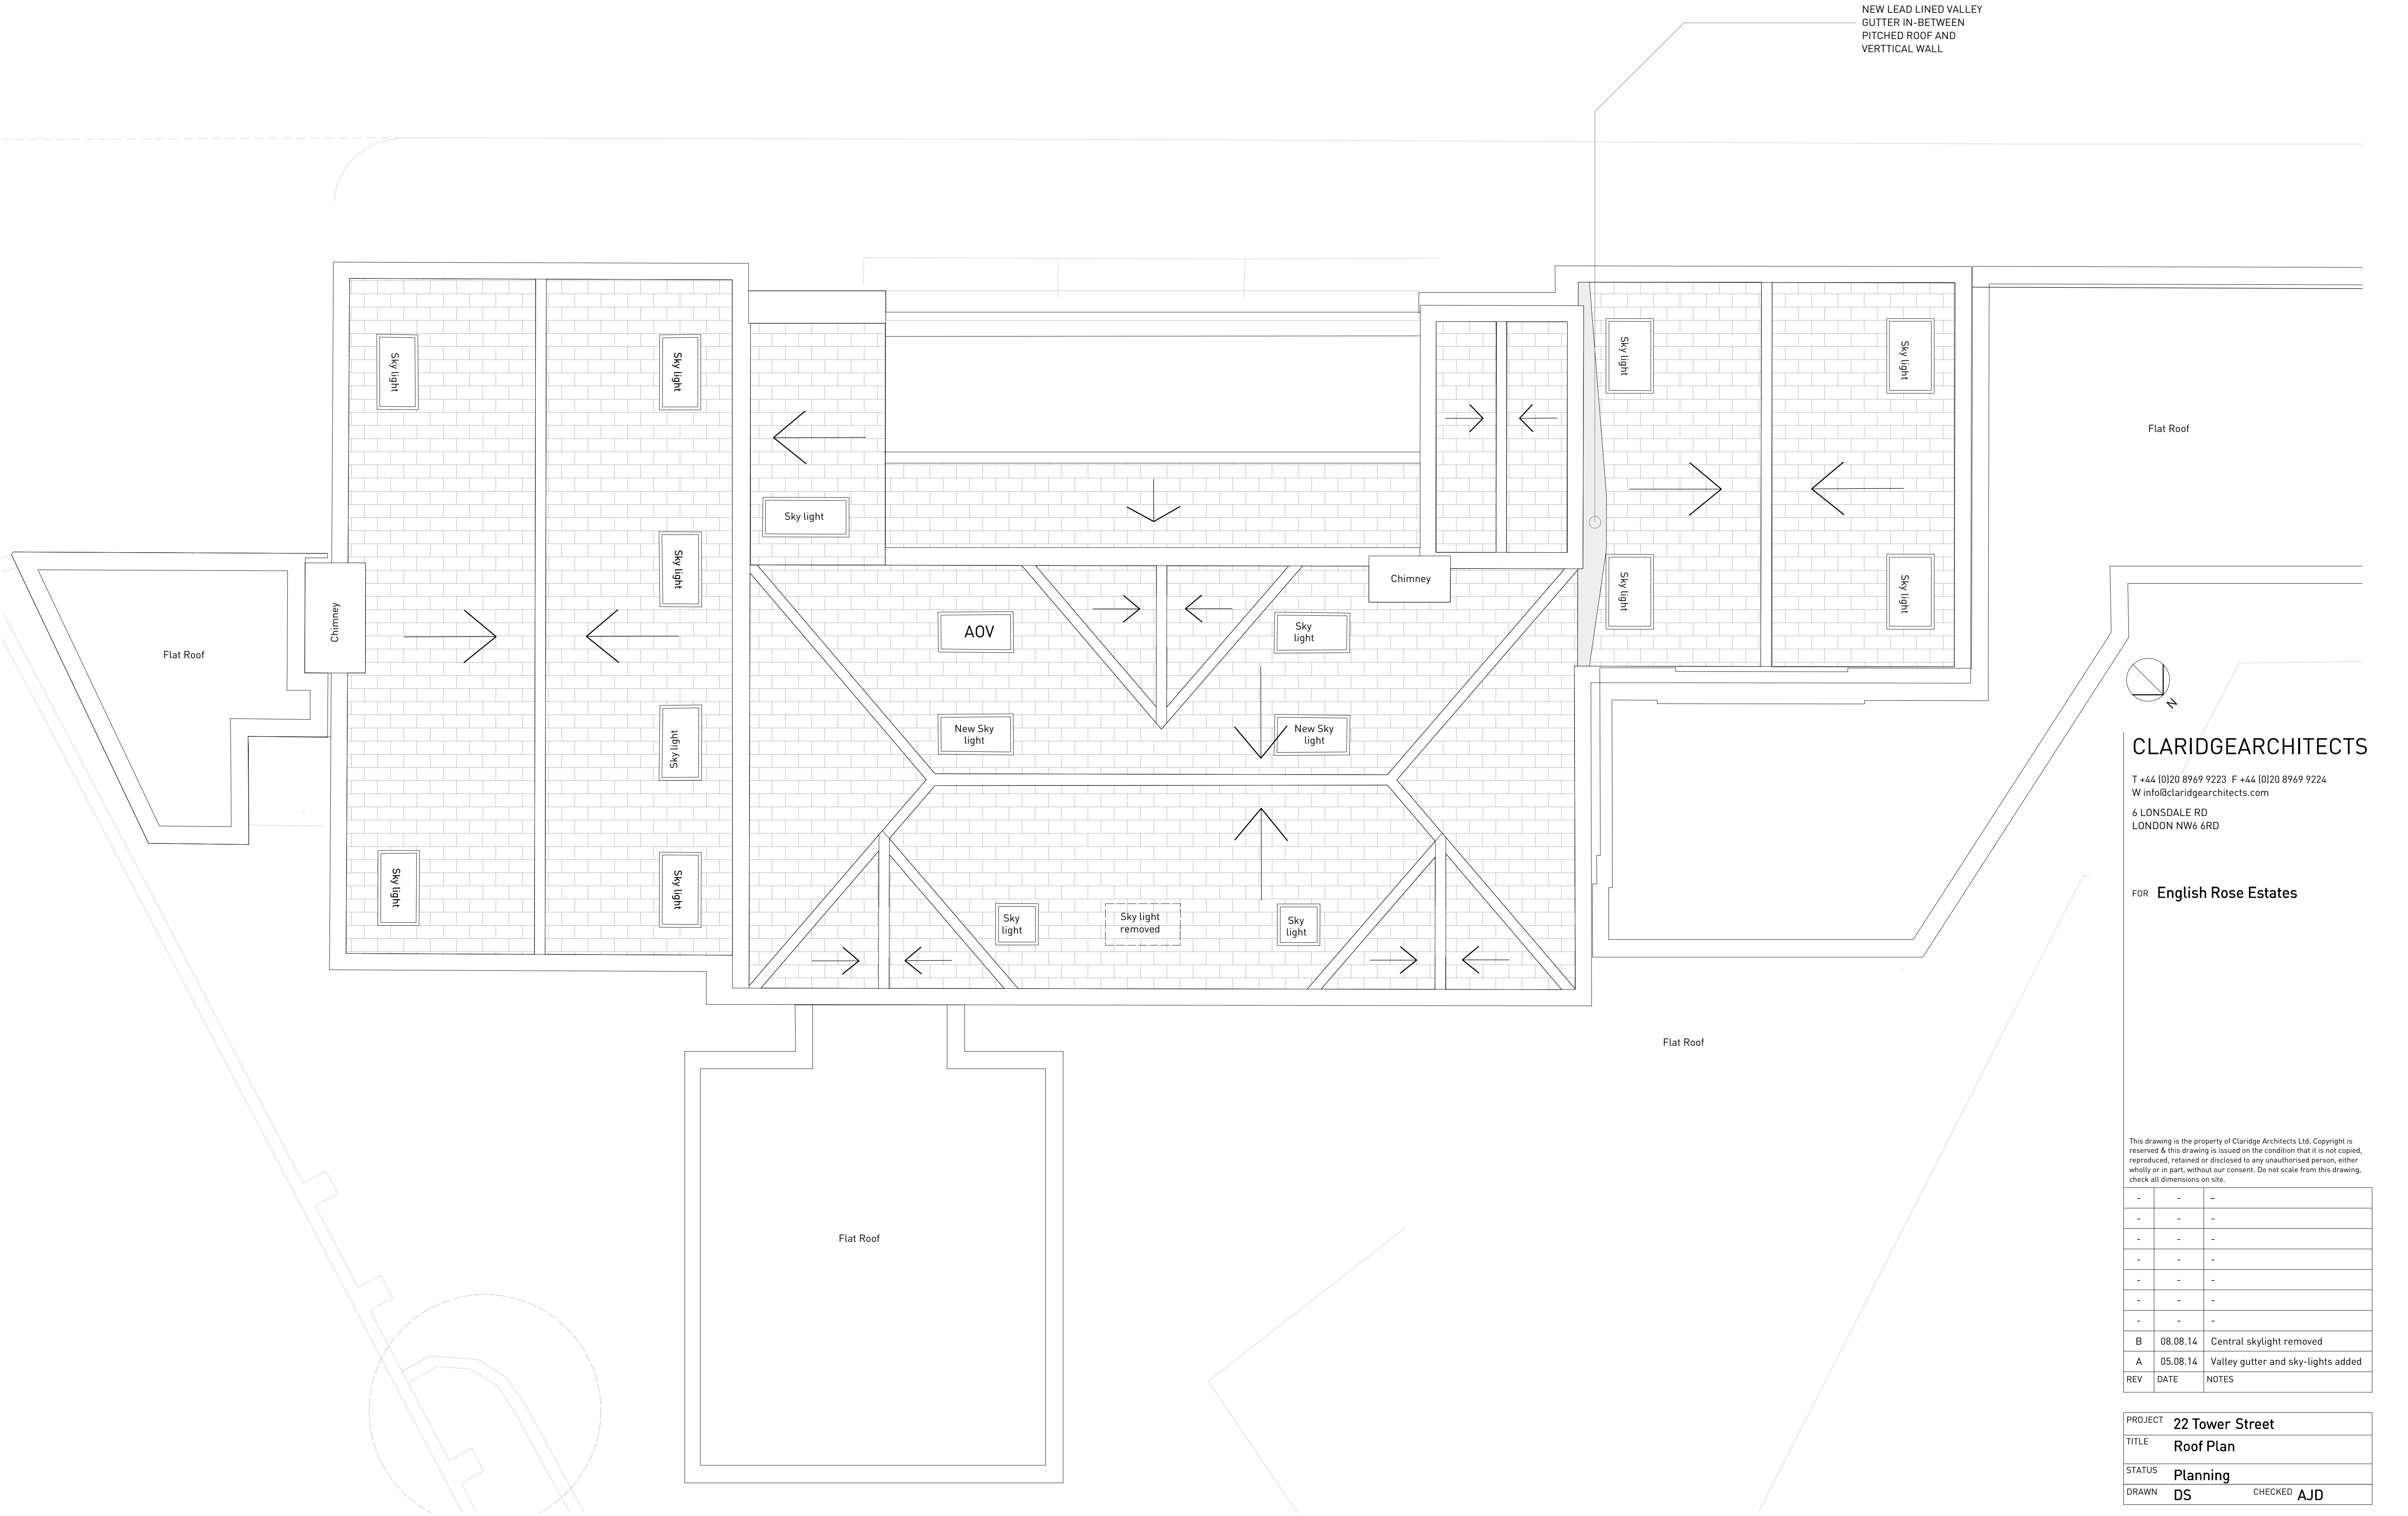 NEW LEAD LINED VALLEY
GUTTER IN-BETWEEN
PITCHED ROOF AND
VERTTICAL WALL
Sky light
Sky light
Sky light
Sky light
Flat Roof
Sky light
Sky light
Sky light
Sky light
Chimney
Chimney
Flat Roof
AOV
Sky
light
Sky light
New Sky
light
New Sky
light
Sky light
Sky light
Sky
light
Sky light
removed
Sky
light
Flat Roof
Flat Roof
N
CLARIDGEARCHITECTS
T +44 (0)20 8969 9223 F +44 (0)20 8969 9224
W info@claridgearchitects.com
6 LONSDALE RD
LONDON NW6 6RD
FOR English Rose Estates
This drawing is the property of Claridge Architects Ltd. Copyright is
reserved & this drawing is issued on the condition that it is not copied,
reproduced, retained or disclosed to any unauthorised person, either
wholly or in part, without our consent. Do not scale from this drawing,
check all dimensions on site.
- - -
- - -
- - -
- - -
- - -
- - -
- - -
B 08.08.14 Central skylight removed
A 05.08.14 Valley gutter and sky-lights added
REV DATE NOTES
PROJECT 22 Tower Street
TITLE Roof Plan
STATUS Planning
DRAWN DS CHECKED AJD